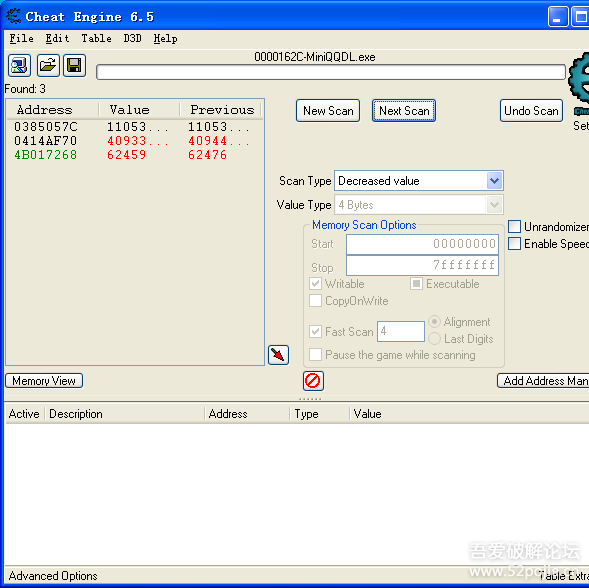 Cheat Engine 6.5
File Edit Table D3D Help
0000162C-MiniQQDL.exe
Found: 3
Address Value Previous
0385057C 11053... 11053...
0414AF70 40933... 40944...
4B017268 62459 62476
New Scan Next Scan Undo Scan
Scan Type Decreased value
Value Type 4 Bytes
Memory Scan Options
Start 00000000
Stop 7fffffff
Writable Executable
CopyOnWrite
Fast Scan 4 Alignment
Last Digits
Pause the game while scanning
Unrandomizer
Enable Speed
Memory View
Add Address Man
Active Description Address Type Value
吾爱破解论坛
www.52pojie.cn
Advanced Options Table Extra